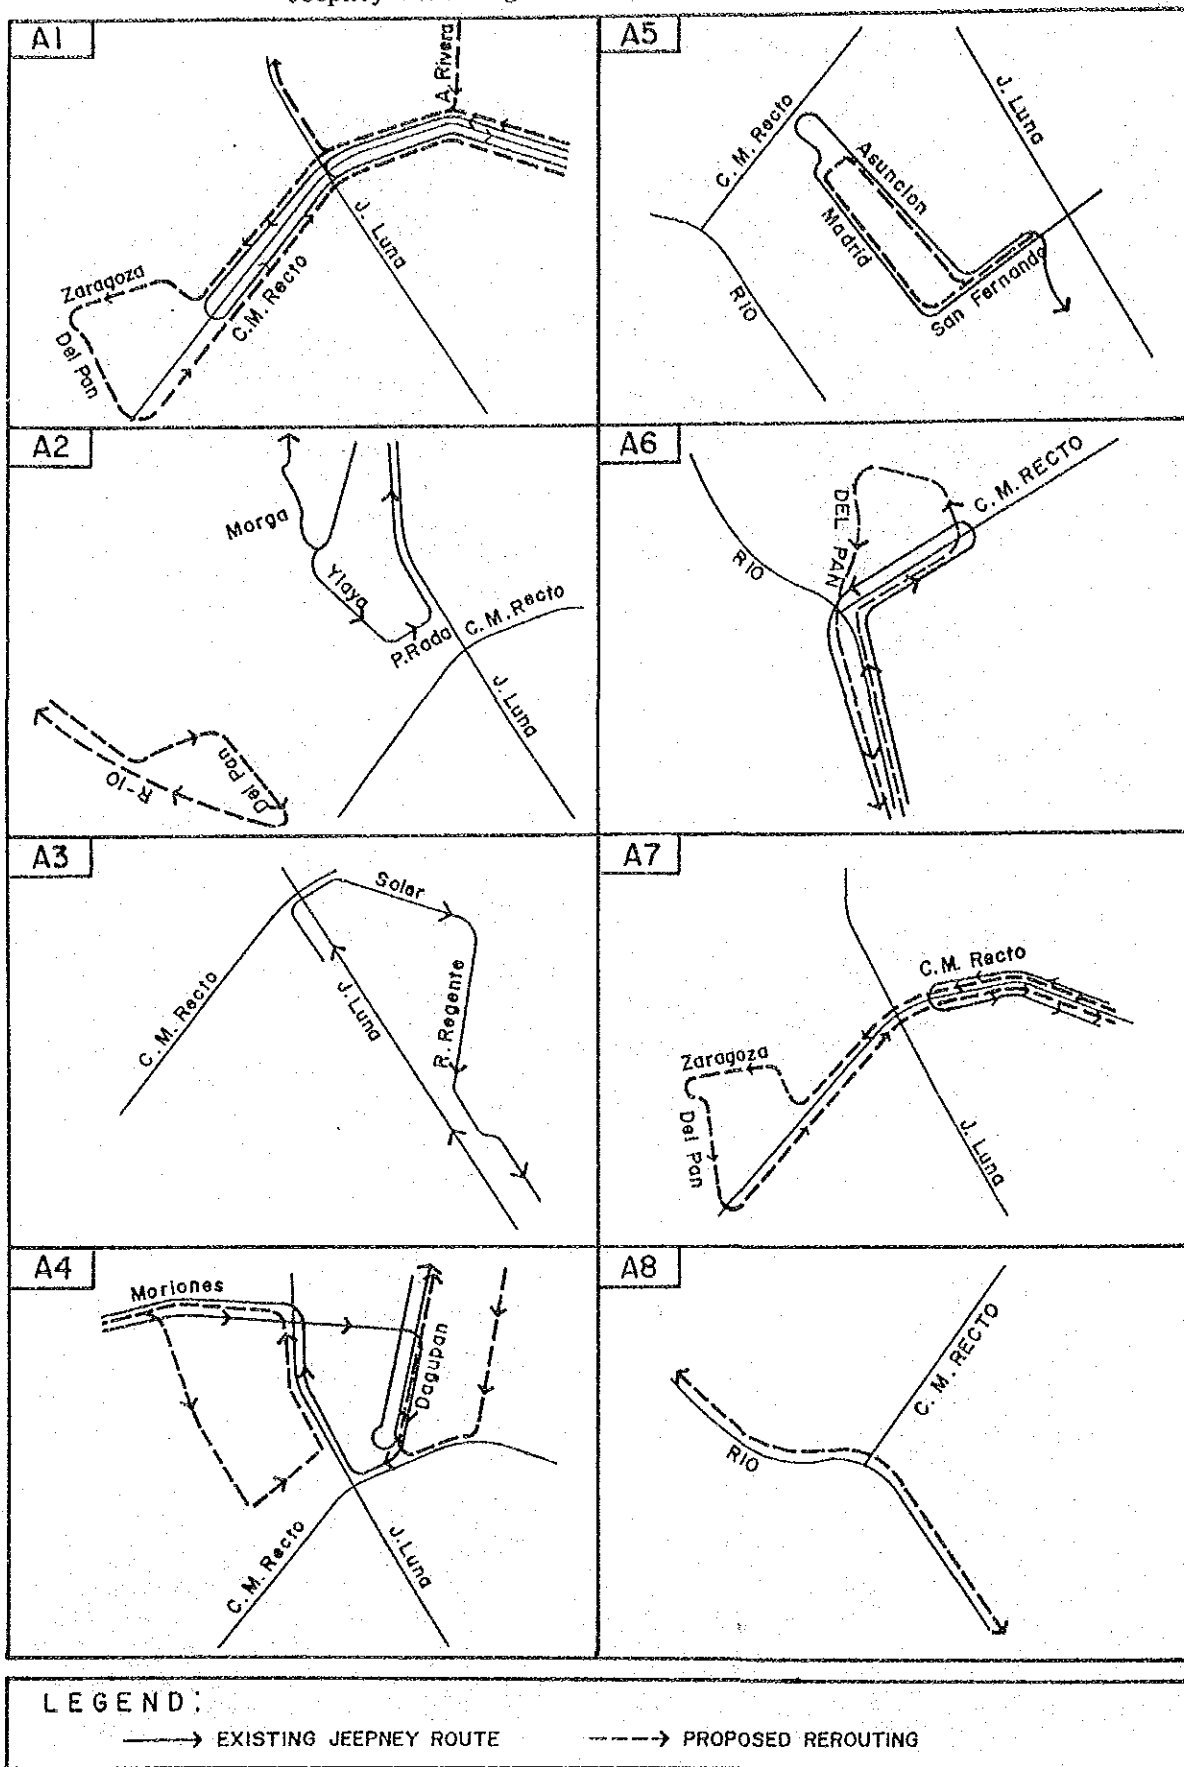 A1
A. Rivera
J. Luna
Zaragoza
C.M. Recto
Del Pan
A5
C. M. Recto
J. Luna
Asuncion
Madrid
San Fernando
RIO
A2
Morga
Ylaya
C. M. Recto
P. Rada
J. Luna
Del Pan
R-10
A6
C. M. RECTO
DEL PAN
RIO
A3
Soler
C. M. Recto
J. Luna
R. Regente
A7
C. M. Recto
Zaragoza
Del Pan
J. Luna
A4
Moriones
Dagupan
C. M. Recto
J. Luna
A8
C. M. RECTO
RIO
LEGEND:
EXISTING JEEPNEY ROUTE
PROPOSED REROUTING